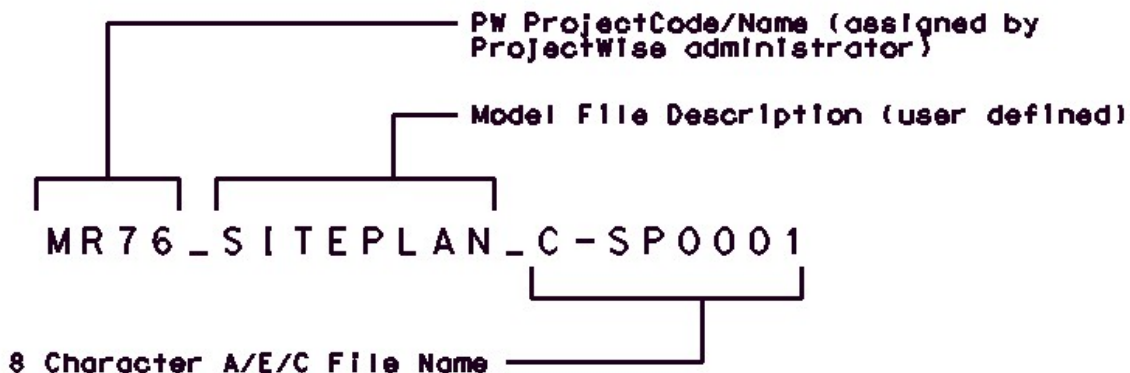 PW ProjectCode/Name (assigned by
ProjectWise administrator)
Model File Description (user defined)
MR76_SITEPLAN_C-SP0001
8 Character A/E/C File Name